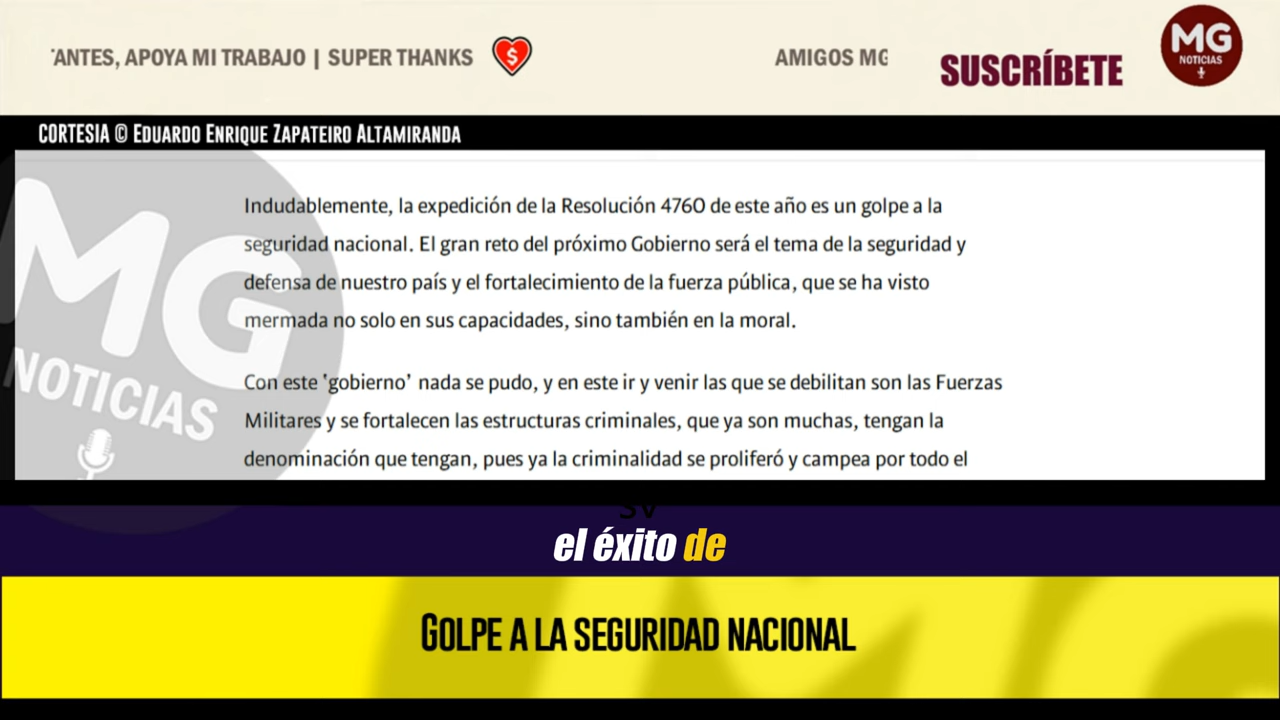 'ANTES, APOYA MI TRABAJO | SUPER THANKS
AMIGOS MG
SUSCRÍBETE
MG
NOTICIAS
CORTESIA © EDUARDO ENRIQUE ZAPATEIRO ALTAMIRANDA
Indudablemente, la expedición de la Resolución 4760 de este año es un golpe a la
seguridad nacional. El gran reto del próximo Gobierno será el tema de la seguridad y
defensa de nuestro país y el fortalecimiento de la fuerza pública, que se ha visto
mermada no solo en sus capacidades, sino también en la moral.
Con este 'gobierno' nada se pudo, y en este ir y venir las que se debilitan son las Fuerzas
Militares y se fortalecen las estructuras criminales, que ya son muchas, tengan la
denominación que tengan, pues ya la criminalidad se proliferó y campea por todo el
MG
NOTICIAS
el éxito de
GOLPE A LA SEGURIDAD NACIONAL